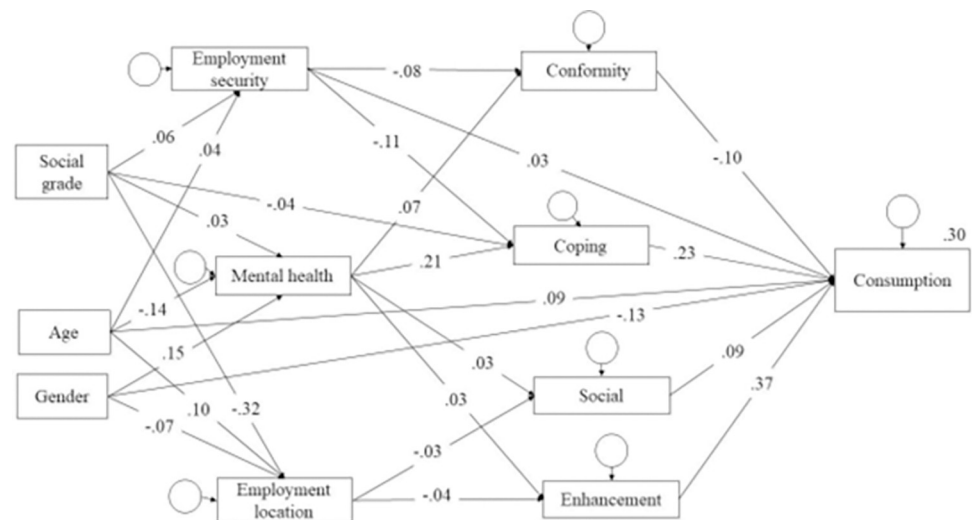 Employment
security
-.08
Conformity
.06
.04
-.11
.03
-.10
Social
grade
-.04
.03
.07
Coping
.23
.30
Mental health
.21
Consumption
-.14
.09
Age
.15
-.13
.03
.09
Gender
.10
-.32
.03
Social
.37
-.07
-.03
Employment
location
-.04
Enhancement